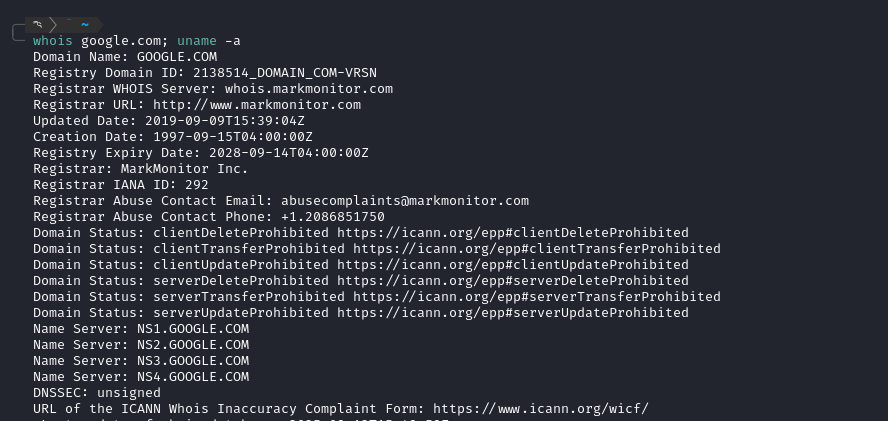 ~
whois google.com; uname -a
Domain Name: GOOGLE.COM
Registry Domain ID: 2138514_DOMAIN_COM-VRSN
Registrar WHOIS Server: whois.markmonitor.com
Registrar URL: http://www.markmonitor.com
Updated Date: 2019-09-09T15:39:04Z
Creation Date: 1997-09-15T04:00:00Z
Registry Expiry Date: 2028-09-14T04:00:00Z
Registrar: MarkMonitor Inc.
Registrar IANA ID: 292
Registrar Abuse Contact Email: abusecomplaints@markmonitor.com
Registrar Abuse Contact Phone: +1.2086851750
Domain Status: clientDeleteProhibited https://icann.org/epp#clientDeleteProhibited
Domain Status: clientTransferProhibited https://icann.org/epp#clientTransferProhibited
Domain Status: clientUpdateProhibited https://icann.org/epp#clientUpdateProhibited
Domain Status: serverDeleteProhibited https://icann.org/epp#serverDeleteProhibited
Domain Status: serverTransferProhibited https://icann.org/epp#serverTransferProhibited
Domain Status: serverUpdateProhibited https://icann.org/epp#serverUpdateProhibited
Name Server: NS1.GOOGLE.COM
Name Server: NS2.GOOGLE.COM
Name Server: NS3.GOOGLE.COM
Name Server: NS4.GOOGLE.COM
DNSSEC: unsigned
URL of the ICANN Whois Inaccuracy Complaint Form: https://www.icann.org/wicf/